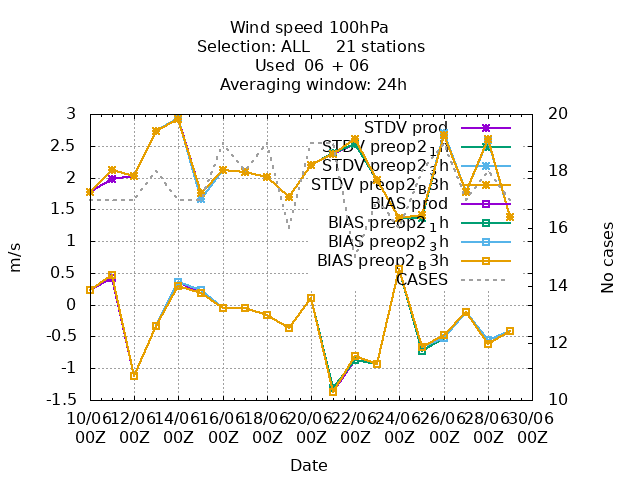 Wind speed 100hPa
Selection: ALL     21 stations
Used  06 + 06
Averaging window: 24h
3
2.5
2
1.5
1
0.5
0
-0.5
-1
-1.5
m/s
20
18
16
14
12
10
No cases
STDV prod
STDV preop2_1h
STDV preop2_3h
STDV preop2_B3h
BIAS prod
BIAS preop2_1h
BIAS preop2_3h
BIAS preop2_B3h
CASES
10/06 12/06 14/06 16/06 18/06 20/06 22/06 24/06 26/06 28/06 30/06
00Z 00Z 00Z 00Z 00Z 00Z 00Z 00Z 00Z 00Z 00Z
Date